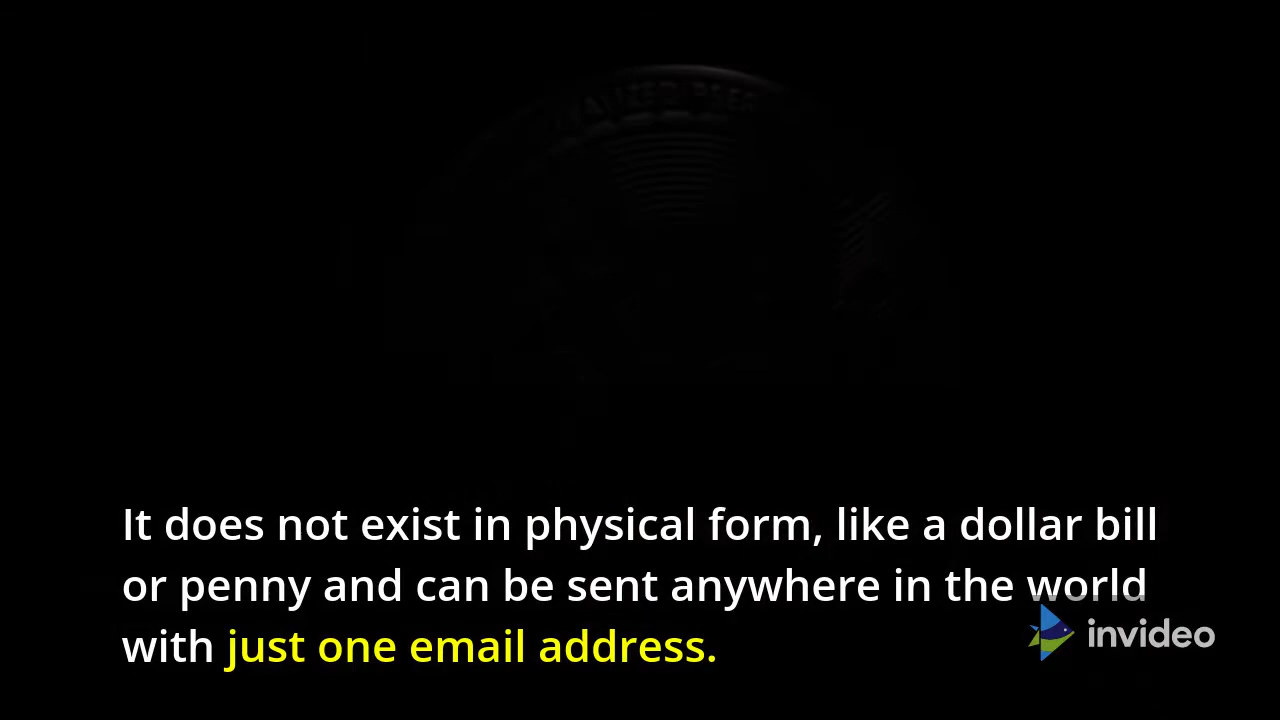 It does not exist in physical form, like a dollar bill
or penny and can be sent anywhere in the world
with just one email address.
invideo